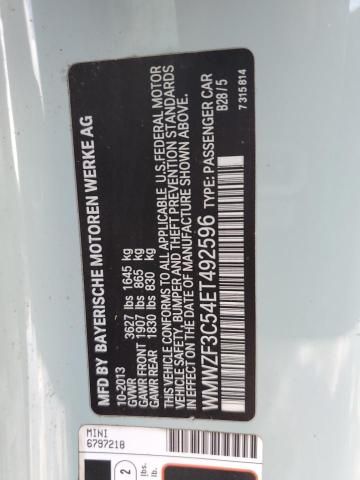 MFD BY BAYERISCHE MOTOREN WERKE AG
10-2013
GVWR 3627 lbs 1645 kg
GAWR FRONT 1907 lbs 865 kg
GAWR REAR 1830 lbs 830 kg
THIS VEHICLE CONFORMS TO ALL APPLICABLE U.S.FEDERAL MOTOR
VEHICLE SAFETY, BUMPER AND THEFT PREVENTION STANDARDS
IN EFFECT ON THE DATE OF MANUFACTURE SHOWN ABOVE.
WMWZF3C54ET492596 TYPE: PASSENGER CAR
B28 / 5
7 315 814
MINI
6797218
2
lbs.